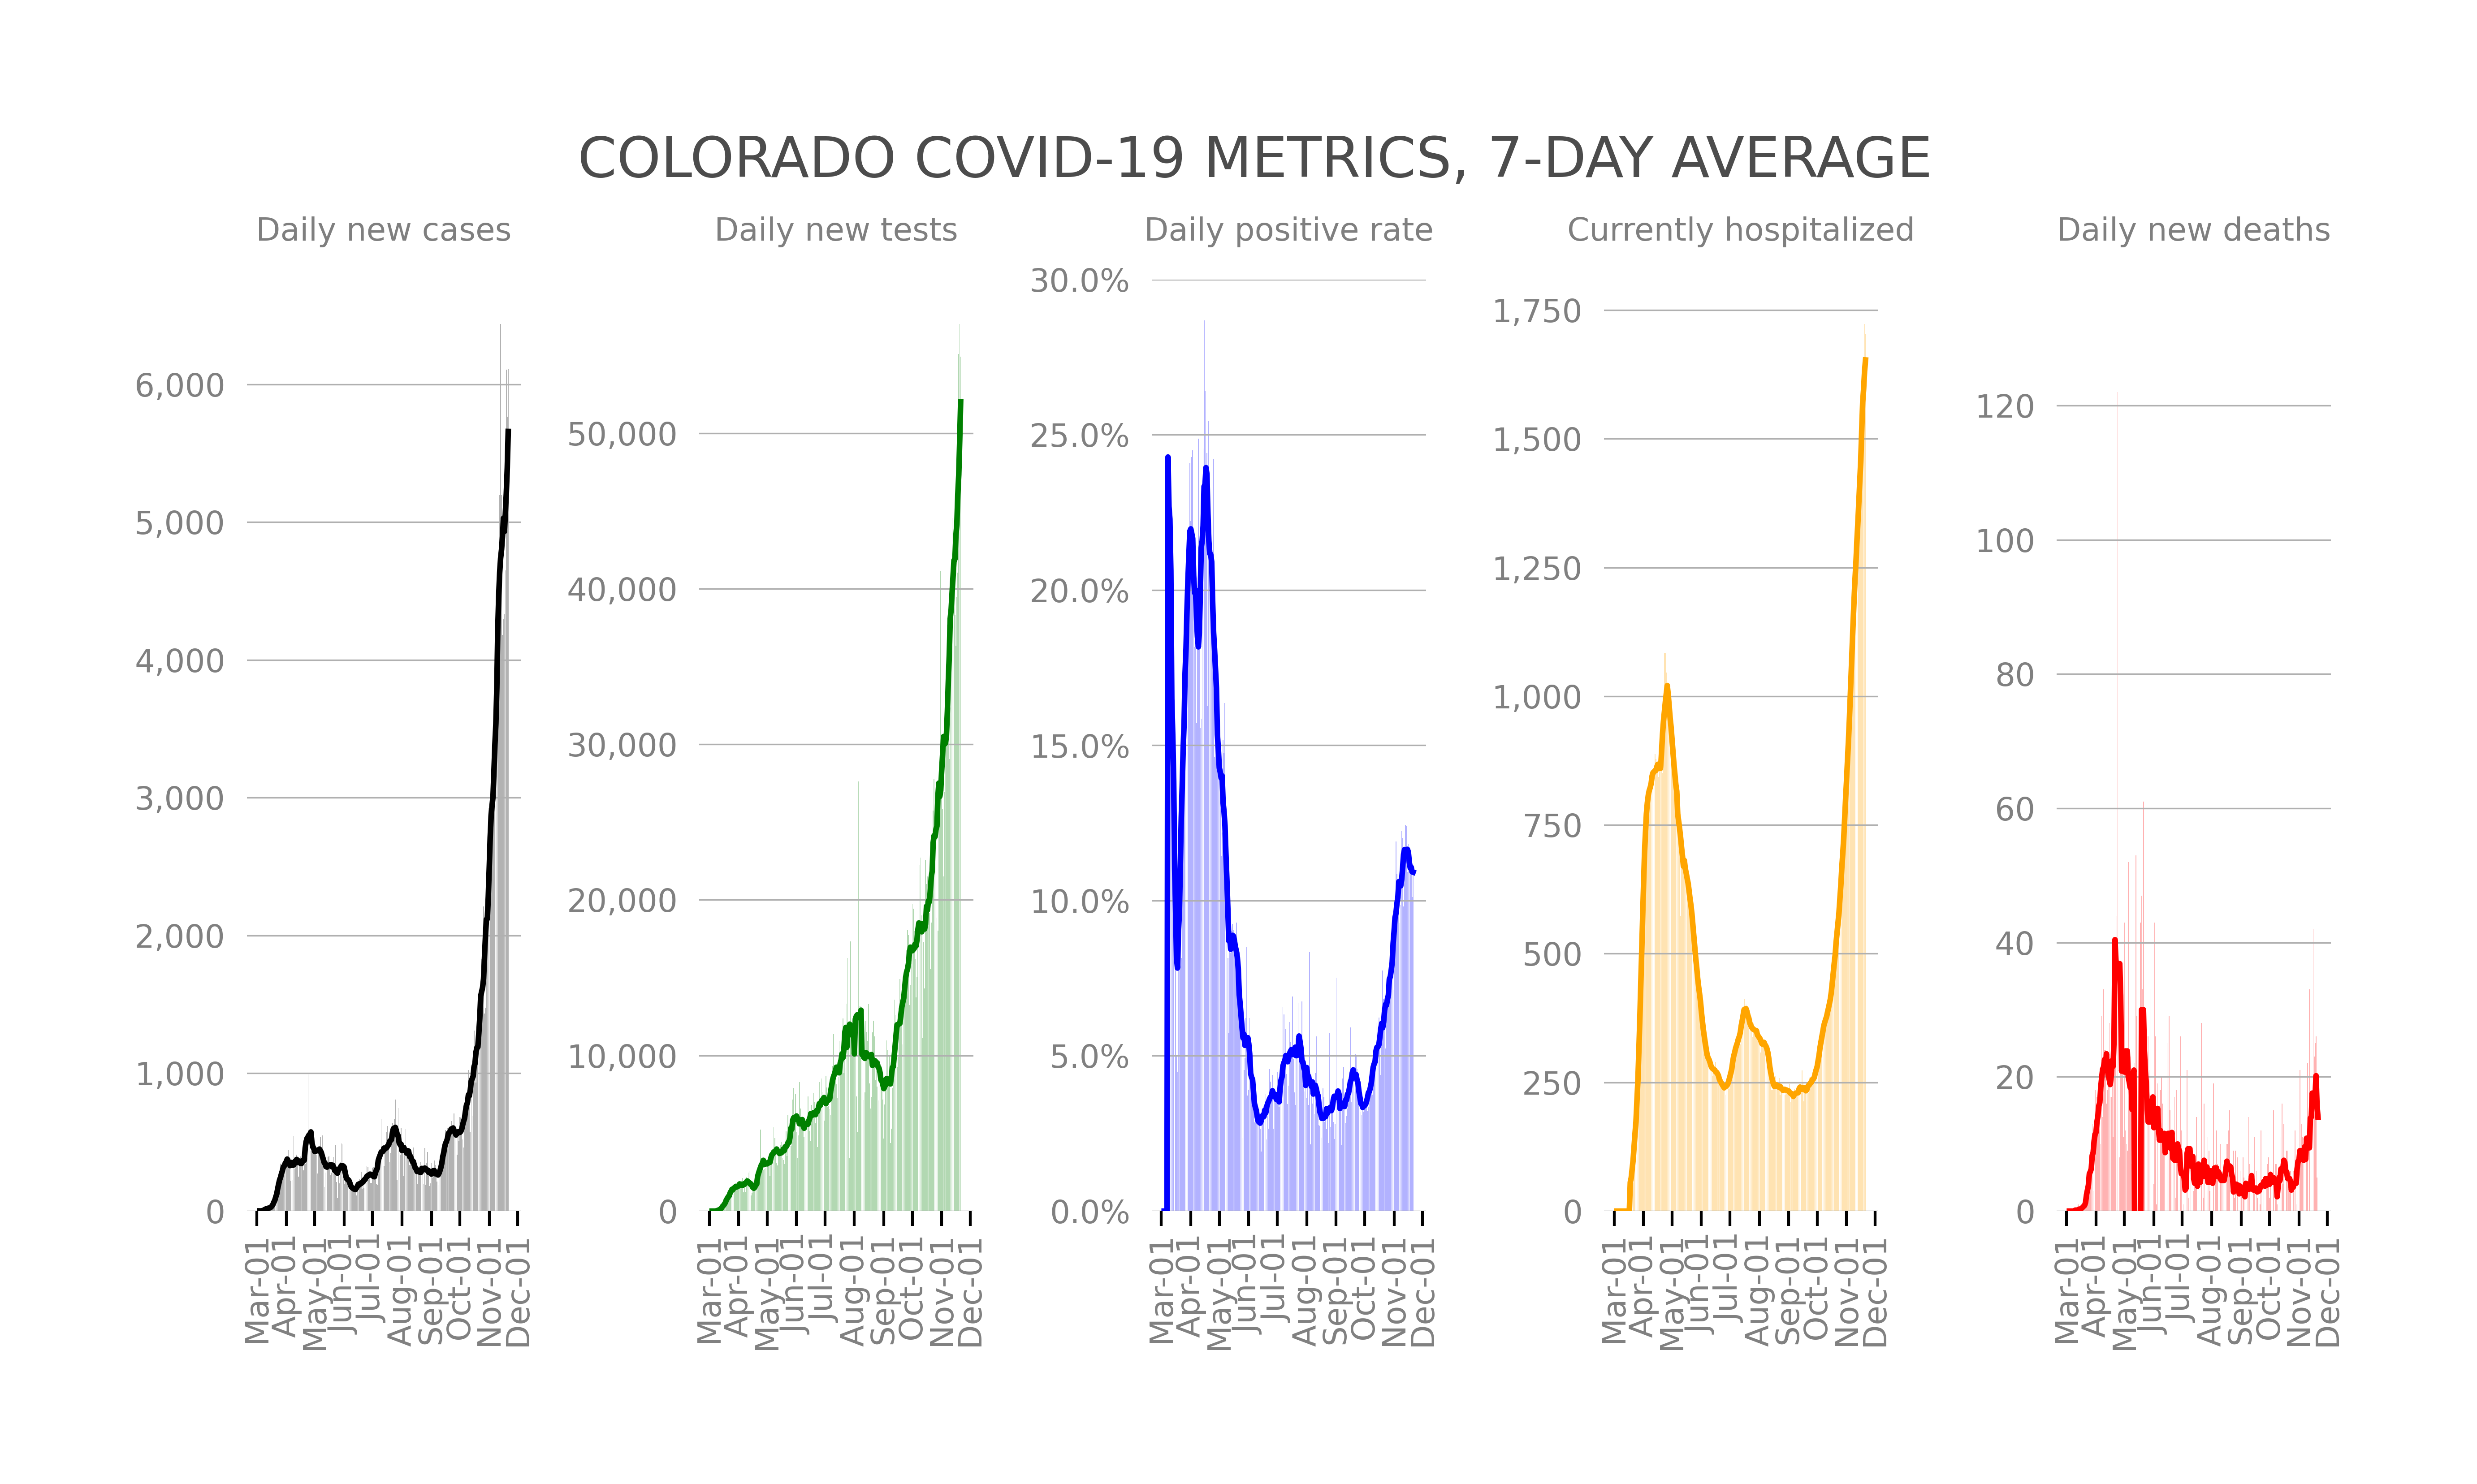 COLORADO COVID-19 METRICS, 7-DAY AVERAGE
Daily new cases
6,000
5,000
4,000
3,000
2,000
1,000
0
Mar-01
Apr-01
May-01
Jun-01
Jul-01
Aug-01
Sep-01
Oct-01
Nov-01
Dec-01
Daily new tests
50,000
40,000
30,000
20,000
10,000
0
Mar-01
Apr-01
May-01
Jun-01
Jul-01
Aug-01
Sep-01
Oct-01
Nov-01
Dec-01
Daily positive rate
30.0%
25.0%
20.0%
15.0%
10.0%
5.0%
0.0%
Mar-01
Apr-01
May-01
Jun-01
Jul-01
Aug-01
Sep-01
Oct-01
Nov-01
Dec-01
Currently hospitalized
1,750
1,500
1,250
1,000
750
500
250
0
Mar-01
Apr-01
May-01
Jun-01
Jul-01
Aug-01
Sep-01
Oct-01
Nov-01
Dec-01
Daily new deaths
120
100
80
60
40
20
0
Mar-01
Apr-01
May-01
Jun-01
Jul-01
Aug-01
Sep-01
Oct-01
Nov-01
Dec-01